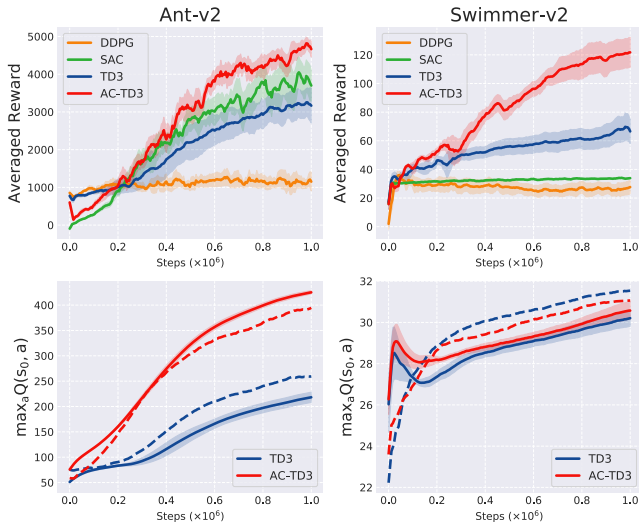 Ant-v2
Swimmer-v2
Averaged Reward
5000
4000
3000
2000
1000
0
DDPG
SAC
TD3
AC-TD3
0.0 0.2 0.4 0.6 0.8 1.0
Steps (×10⁶)
Averaged Reward
120
100
80
60
40
20
0
DDPG
SAC
TD3
AC-TD3
0.0 0.2 0.4 0.6 0.8 1.0
Steps (×10⁶)
maxₐQ(s₀, a)
400
350
300
250
200
150
100
50
TD3
AC-TD3
0.0 0.2 0.4 0.6 0.8 1.0
Steps (×10⁶)
maxₐQ(s₀, a)
32
30
28
26
24
22
TD3
AC-TD3
0.0 0.2 0.4 0.6 0.8 1.0
Steps (×10⁶)